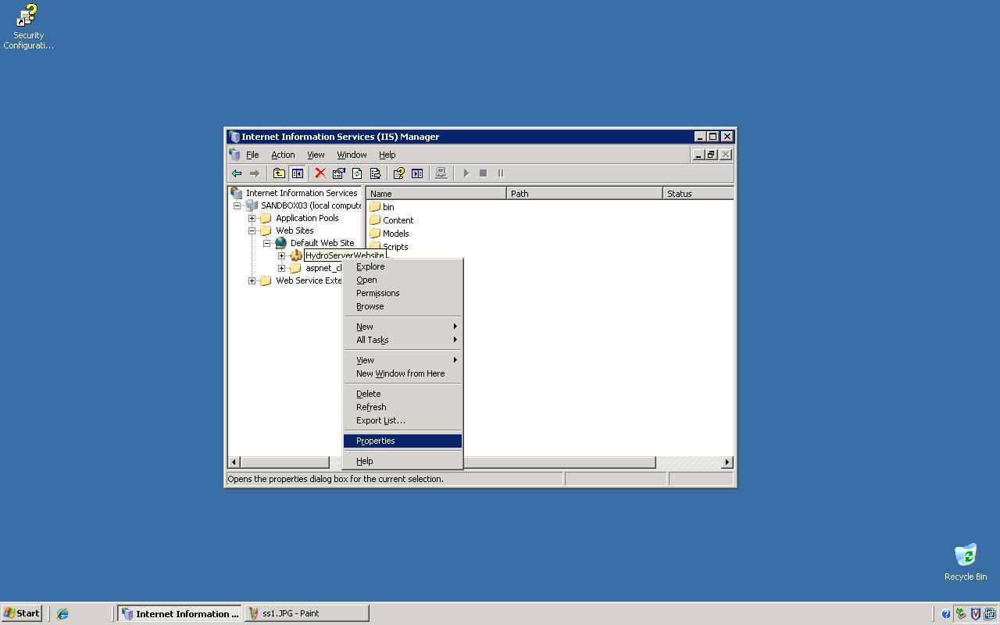 Security
Configurati...
Internet Information Services (IIS) Manager
File Action View Window Help
Internet Information Services
SANDBOX03 (local compute
Application Pools
Web Sites
Default Web Site
HydroServerWebsite
aspnet_cl
Web Service Exte
Name Path Status
bin
Content
Models
Scripts
Explore
Open
Permissions
Browse
New
All Tasks
View
New Window from Here
Delete
Refresh
Export List...
Properties
Help
Opens the properties dialog box for the current selection.
Recycle Bin
Start
Internet Information ...
ss1.JPG - Paint